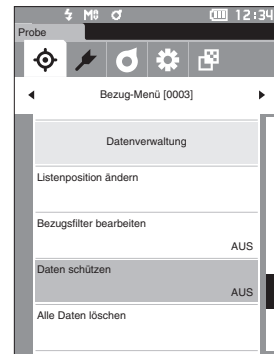 M 12:34
Probe
Bezug-Menü [0003]
Datenverwaltung
Listenposition ändern
Bezugsfilter bearbeiten
AUS
Daten schützen
AUS
Alle Daten löschen